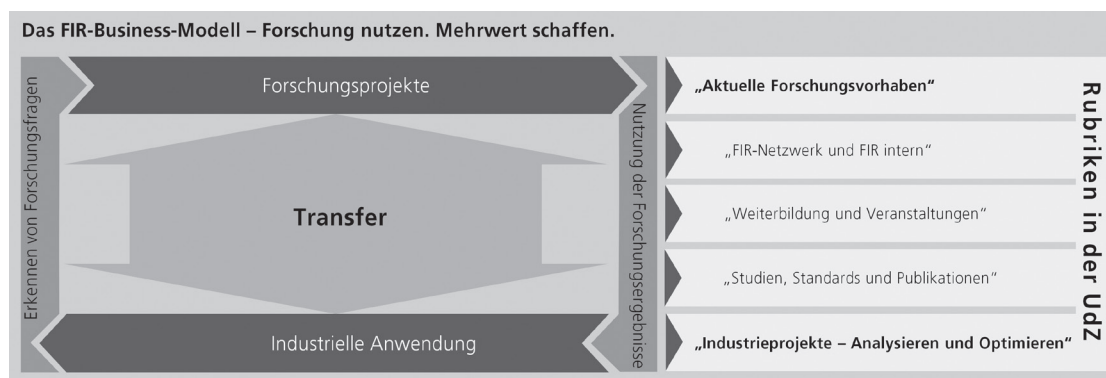 Das FIR-Business-Modell – Forschung nutzen. Mehrwert schaffen.
Erkennen von Forschungsfragen
Forschungsprojekte
Transfer
Industrielle Anwendung
Nutzung der Forschungsergebnisse
„Aktuelle Forschungsvorhaben“
„FIR-Netzwerk und FIR intern“
„Weiterbildung und Veranstaltungen“
„Studien, Standards und Publikationen“
„Industrieprojekte – Analysieren und Optimieren“
Rubriken in der UdZ